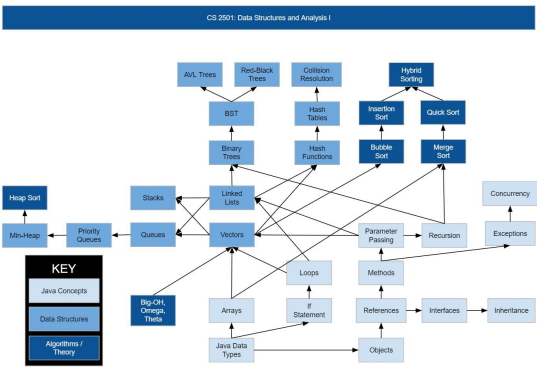 CS 2501: Data Structures and Analysis I
AVL Trees
Red-Black
Trees
Collision
Resolution
Hybrid
Sorting
BST
Hash
Tables
Insertion
Sort
Quick Sort
Binary
Trees
Hash
Functions
Bubble
Sort
Merge
Sort
Heap Sort
Stacks
Linked
Lists
Concurrency
Min-Heap
Priority
Queues
Queues
Vectors
Parameter
Passing
Recursion
Exceptions
KEY
Java Concepts
Data Structures
Algorithms /
Theory
Loops
Methods
Big-OH,
Omega,
Theta
Arrays
If
Statement
References
Interfaces
Inheritance
Java Data
Types
Objects